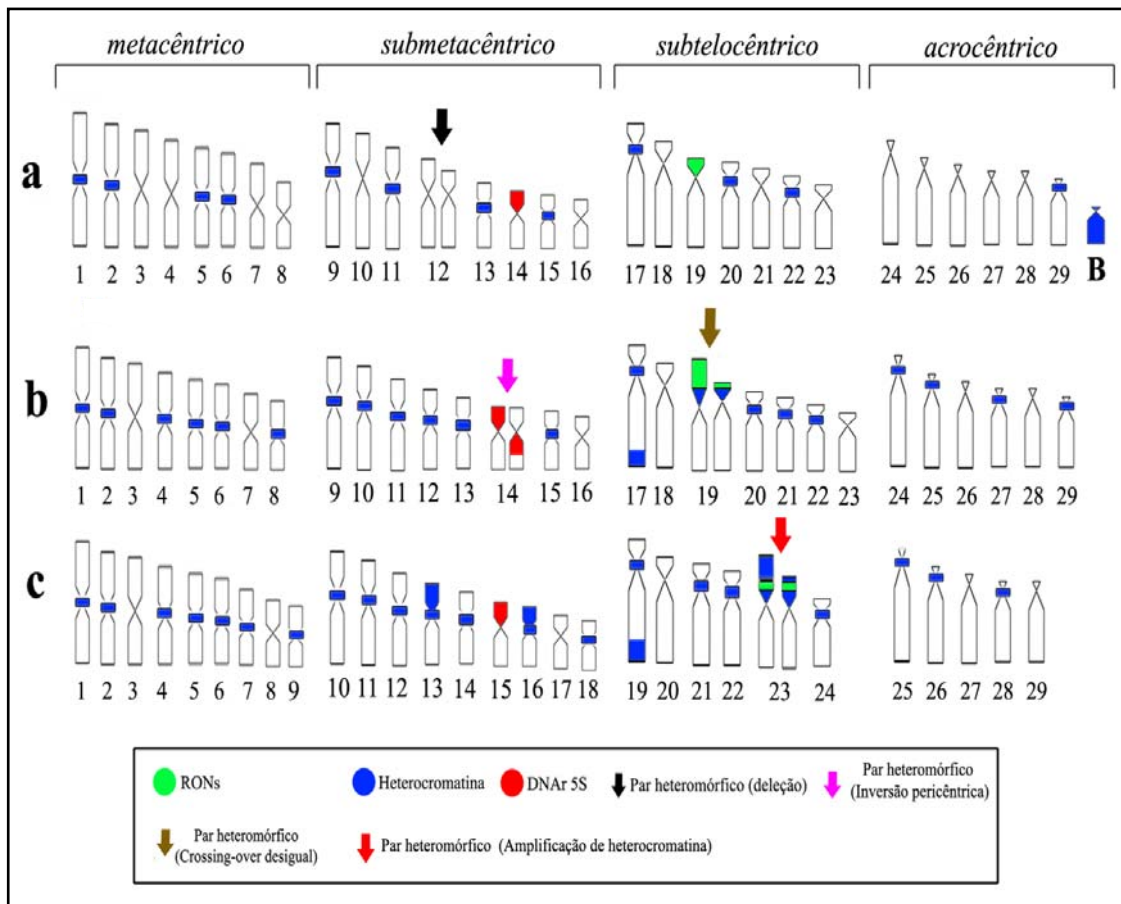 metacêntrico submetacêntrico subtelocêntrico acrocêntrico
a
1 2 3 4 5 6 7 8 9 10 11 12 13 14 15 16 17 18 19 20 21 22 23 24 25 26 27 28 29 B
b
1 2 3 4 5 6 7 8 9 10 11 12 13 14 15 16 17 18 19 20 21 22 23 24 25 26 27 28 29
c
1 2 3 4 5 6 7 8 9 10 11 12 13 14 15 16 17 18 19 20 21 22 23 24 25 26 27 28 29
RONs Heterocromatina DNAr 5S Par heteromórfico (deleção) Par heteromórfico
(Inversão pericêntrica)
Par heteromórfico
(Crossing-over desigual)
Par heteromórfico (Amplificação de heterocromatina)